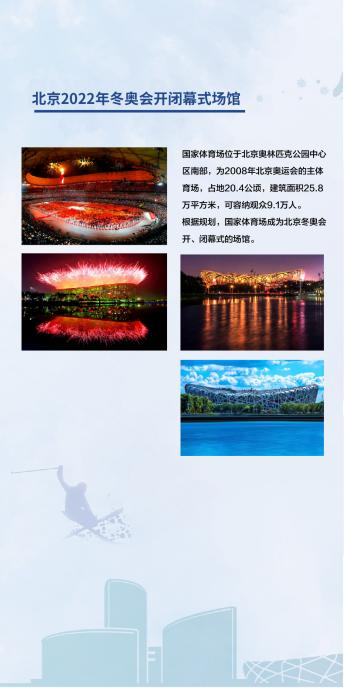 北京2022年冬奥会开闭幕式场馆
国家体育场位于北京奥林匹克公园中心
区南部，为2008年北京奥运会的主体
育场，占地20.4公顷，建筑面积25.8
万平方米，可容纳观众9.1万人。
根据规划，国家体育场成为北京冬奥会
开、闭幕式的场馆。